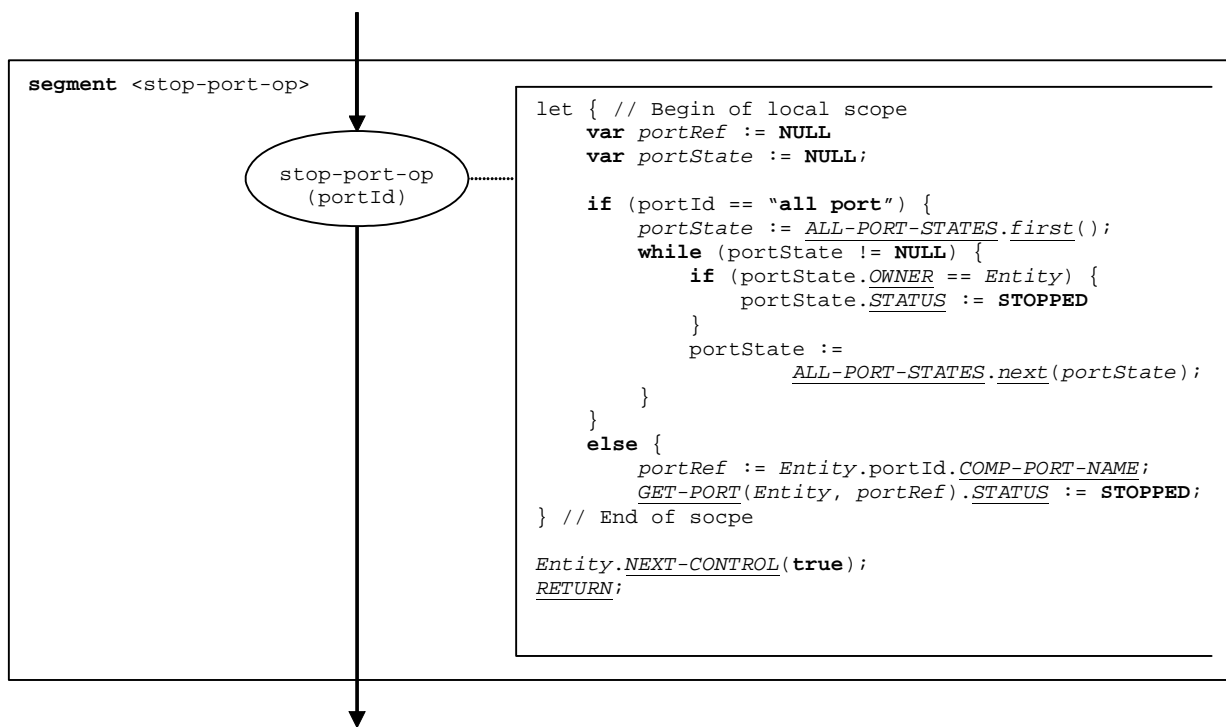 segment <stop-port-op>
stop-port-op
(portId)
let { // Begin of local scope
    var portRef := NULL
    var portState := NULL;
    if (portId == “all port”) {
        portState := ALL-PORT-STATES.first();
        while (portState != NULL) {
            if (portState.OWNER == Entity) {
                portState.STATUS := STOPPED
            }
            portState :=
                    ALL-PORT-STATES.next(portState);
        }
    }
    else {
        portRef := Entity.portId.COMP-PORT-NAME;
        GET-PORT(Entity, portRef).STATUS := STOPPED;
} // End of socpe
Entity.NEXT-CONTROL(true);
RETURN;